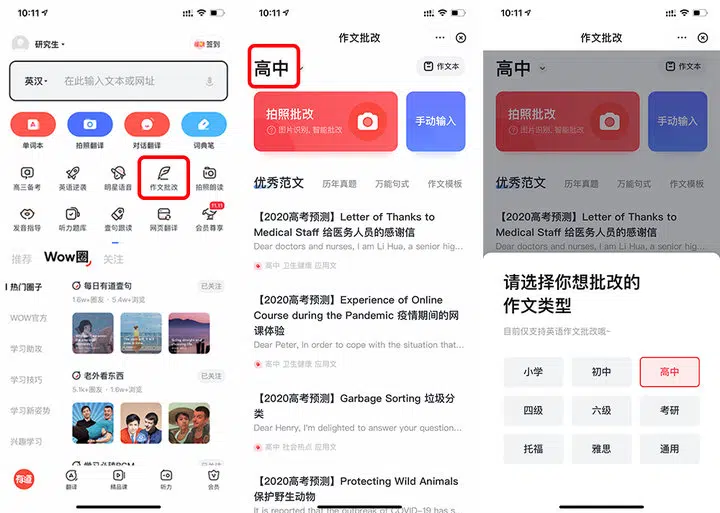 10:11
研究生
签到
英汉
在此输入文本或网址
单词本
拍照翻译
对话翻译
词典笔
高三备考
英语逆袭
明星语音
作文批改
拍照朗读
发音指导
听力题库
壹句跟读
网页翻译
11.11
会员尊享
推荐
Wow圈
关注
热门圈子
WOW官方
学习助攻
学习技巧
学习新姿势
兴趣学习
每日有道壹句
已关注
1.6w+圈友 · 5.4w+浏览
老外看东西
已关注
5.1k+圈友 · 1.6w+浏览
已关注
有道
翻译
精品课
听力
会员
10:11
作文批改
高中
作文本
拍照批改
图片识别, 智能批改
手动输入
优秀范文
历年真题
万能句式
作文模板
【2020高考预测】Letter of Thanks to
Medical Staff 给医务人员的感谢信
Dear doctors and nurses, I am Li Hua, a senior hig...
高中 卫生健康 应用文
【2020高考预测】Experience of Online
Course during the Pandemic 疫情期间的网
课体验
Dear Peter, In order to cope with the situation that...
高中 卫生健康 应用文
【2020高考预测】Garbage Sorting 垃圾分
类
Dear Henry, I'm delighted to answer your question...
高中 社会热点 应用文
【2020高考预测】Protecting Wild Animals
保护野生动物
It is reported that the outbreak of COVID-19 has s...
10:11
作文批改
高中
作文本
拍照批改
图片识别, 智能批改
手动输入
优秀范文
历年真题
万能句式
作文模板
【2020高考预测】Letter of Thanks to
Medical Staff 给医务人员的感谢信
Dear doctors and nurses, I am Li Hua, a senior hig...
请选择你想批改的
作文类型
目前仅支持英语作文批改哦~
小学
初中
高中
四级
六级
考研
托福
雅思
通用